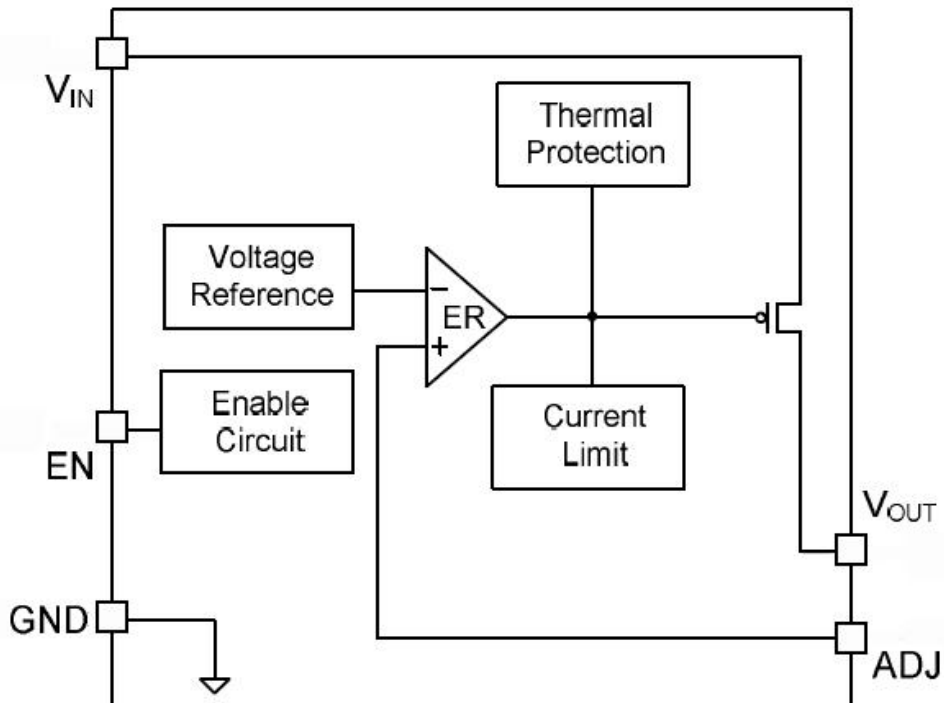 VIN
Thermal
Protection
Voltage
Reference
−
ER
+
Enable
Circuit
EN
Current
Limit
VOUT
GND
ADJ